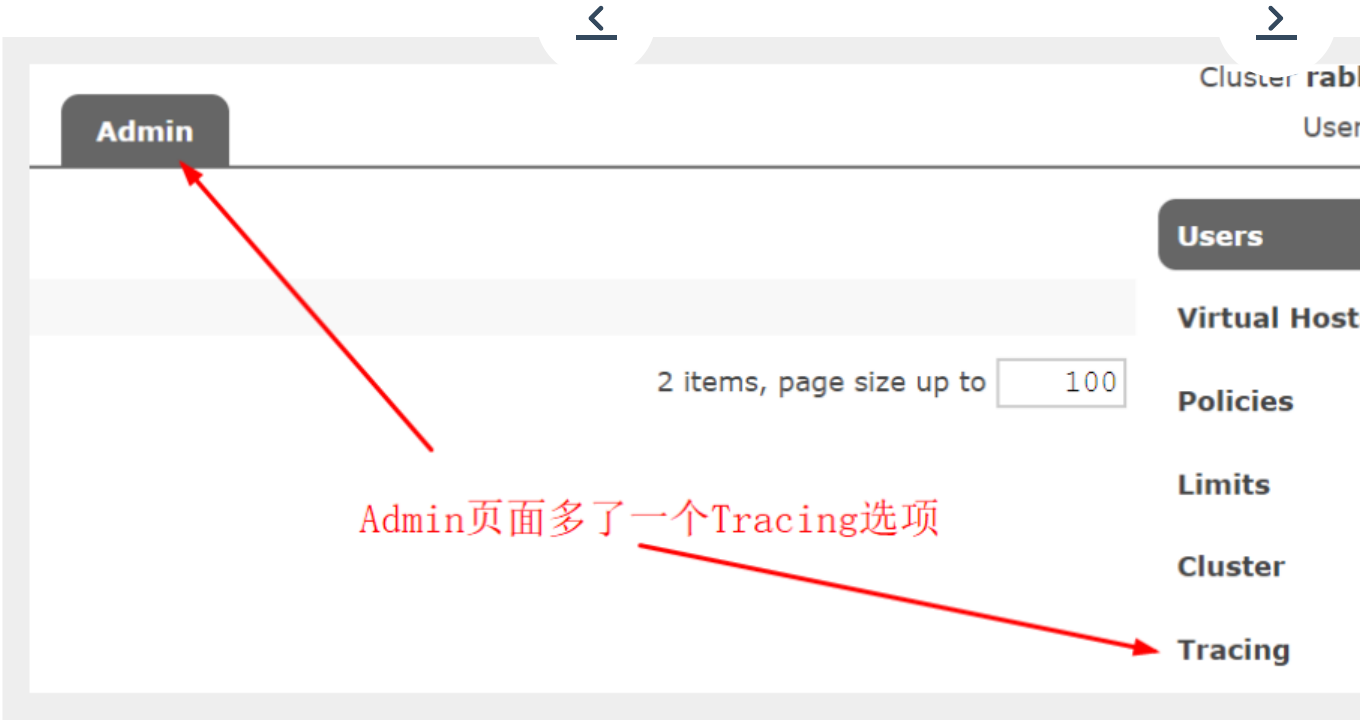 Cluster
Admin
User
Users
Virtual Host
2 items, page size up to 100
Policies
Limits
Admin页面多了一个Tracing选项
Cluster
Tracing